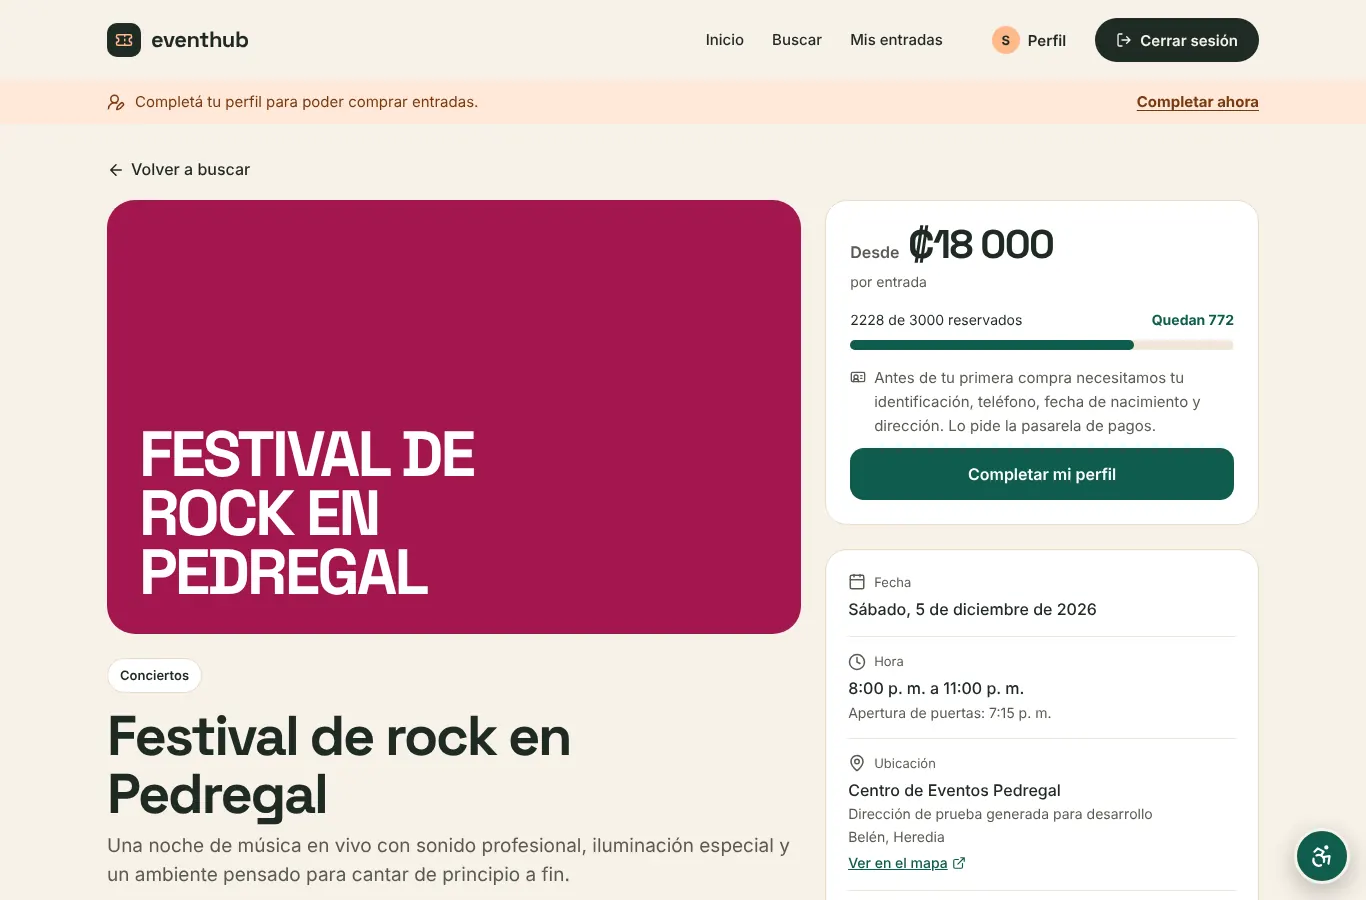 eventhub
Inicio
Buscar
Mis entradas
S
Perfil
Cerrar sesión
Completá tu perfil para poder comprar entradas.
Completar ahora
Volver a buscar
FESTIVAL DE
ROCK EN
PEDREGAL
Conciertos
Festival de rock en
Pedregal
Una noche de música en vivo con sonido profesional, iluminación especial y
un ambiente pensado para cantar de principio a fin.
Desde ₡18 000
por entrada
2228 de 3000 reservados
Quedan 772
Antes de tu primera compra necesitamos tu
identificación, teléfono, fecha de nacimiento y
dirección. Lo pide la pasarela de pagos.
Completar mi perfil
Fecha
Sábado, 5 de diciembre de 2026
Hora
8:00 p. m. a 11:00 p. m.
Apertura de puertas: 7:15 p. m.
Ubicación
Centro de Eventos Pedregal
Dirección de prueba generada para desarrollo
Belén, Heredia
Ver en el mapa